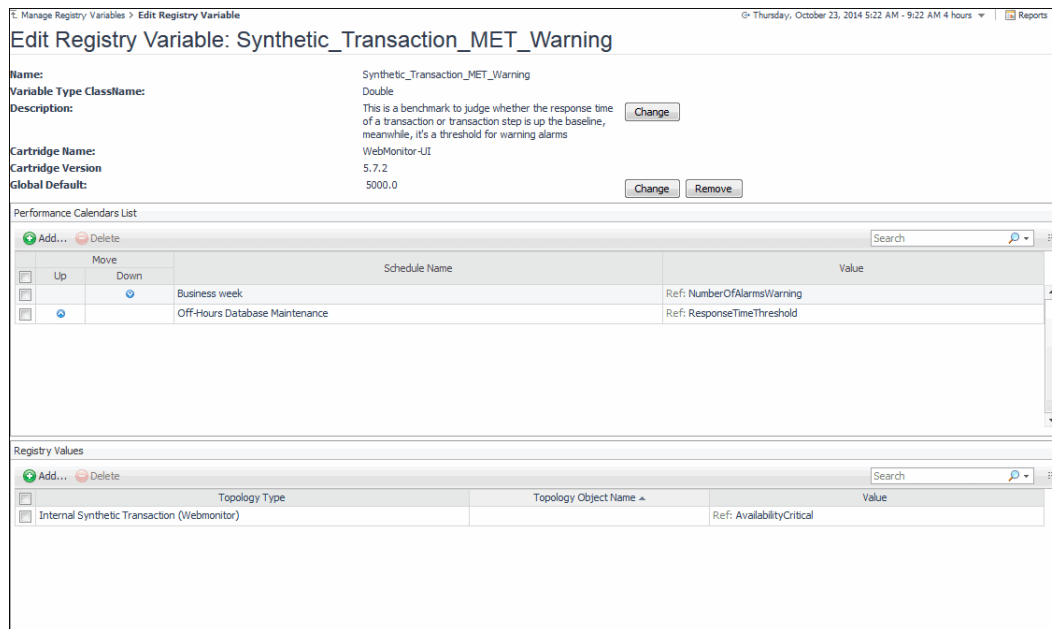 Manage Registry Variables > Edit Registry Variable
Thursday, October 23, 2014 5:22 AM - 9:22 AM 4 hours
Reports
Edit Registry Variable: Synthetic_Transaction_MET_Warning
Name: Synthetic_Transaction_MET_Warning
Variable Type ClassName: Double
Description: This is a benchmark to judge whether the response time
of a transaction or transaction step is up the baseline,
meanwhile, it's a threshold for warning alarms
Change
Cartridge Name: WebMonitor-UI
Cartridge Version 5.7.2
Global Default: 5000.0 Change Remove
Performance Calendars List
Add... Delete Search
Move
Up Down Schedule Name Value
Business week Ref: NumberOfAlarmsWarning
Off-Hours Database Maintenance Ref: ResponseTimeThreshold
Registry Values
Add... Delete Search
Topology Type Topology Object Name Value
Internal Synthetic Transaction (Webmonitor) Ref: AvailabilityCritical